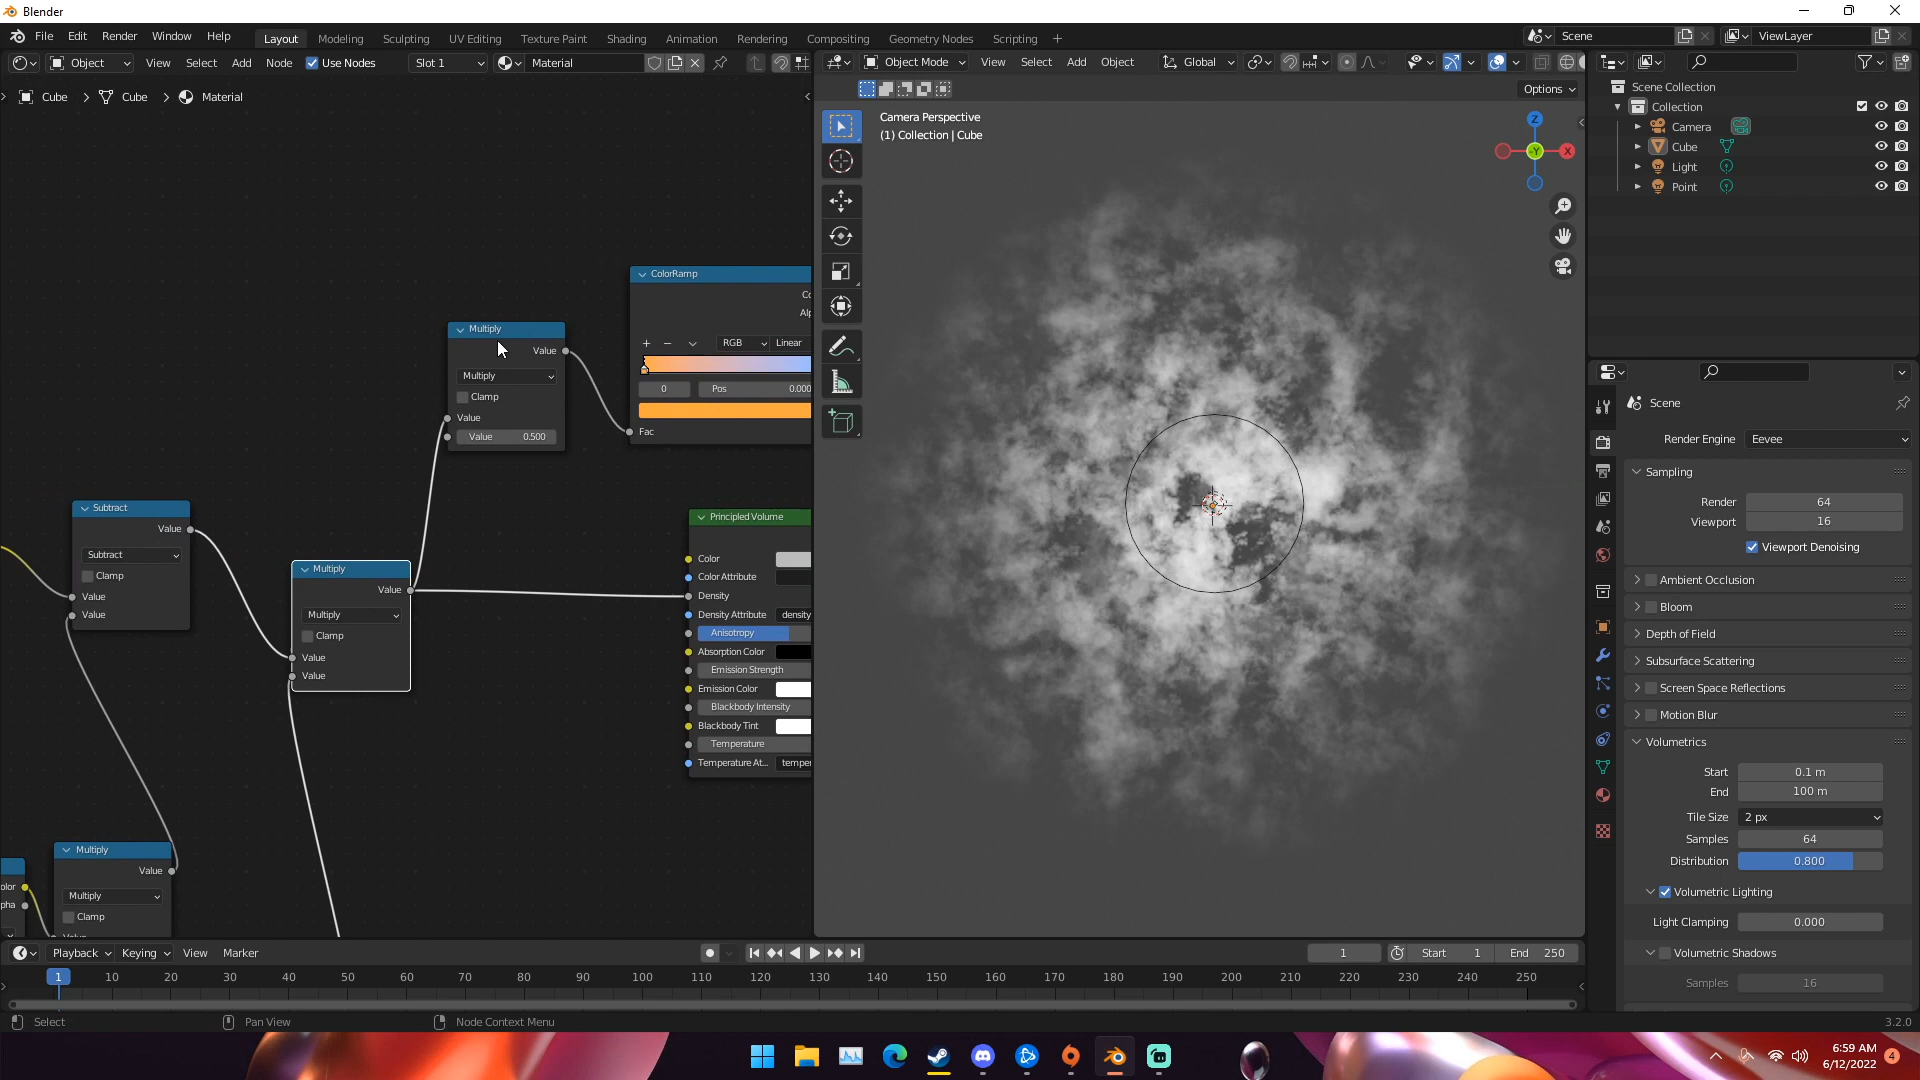 Blender
File Edit Render Window Help Layout Modeling Sculpting UV Editing Texture Paint Shading Animation Rendering Compositing Geometry Nodes Scripting + Scene ViewLayer
Object View Select Add Node Use Nodes Slot 1 Material Object Mode View Select Add Object Global
Options
Cube > Cube > Material
Camera Perspective
(1) Collection | Cube
Z
-Y
X
Scene Collection
Collection
Camera
Cube
Light
Point
ColorRamp
Co
Alp
+ − RGB Linear
0 Pos 0.000
Fac
Multiply
Value
Multiply
Clamp
Value
Value 0.500
Subtract
Value
Subtract
Clamp
Value
Value
Multiply
Value
Multiply
Clamp
Value
Value
Principled Volume
Color
Color Attribute
Density
Density Attribute density
Anisotropy
Absorption Color
Emission Strength
Emission Color
Blackbody Intensity
Blackbody Tint
Temperature
Temperature At... temper
Multiply
Value
Multiply
Clamp
olor
pha
Scene
Render Engine Eevee
Sampling
Render 64
Viewport 16
Viewport Denoising
Ambient Occlusion
Bloom
Depth of Field
Subsurface Scattering
Screen Space Reflections
Motion Blur
Volumetrics
Start 0.1 m
End 100 m
Tile Size 2 px
Samples 64
Distribution 0.800
Volumetric Lighting
Light Clamping 0.000
Volumetric Shadows
Samples 16
Playback Keying View Marker 1 Start 1 End 250
1 10 20 30 40 50 60 70 80 90 100 110 120 130 140 150 160 170 180 190 200 210 220 230 240 250
Select Pan View Node Context Menu 3.2.0
6:59 AM
6/12/2022
4